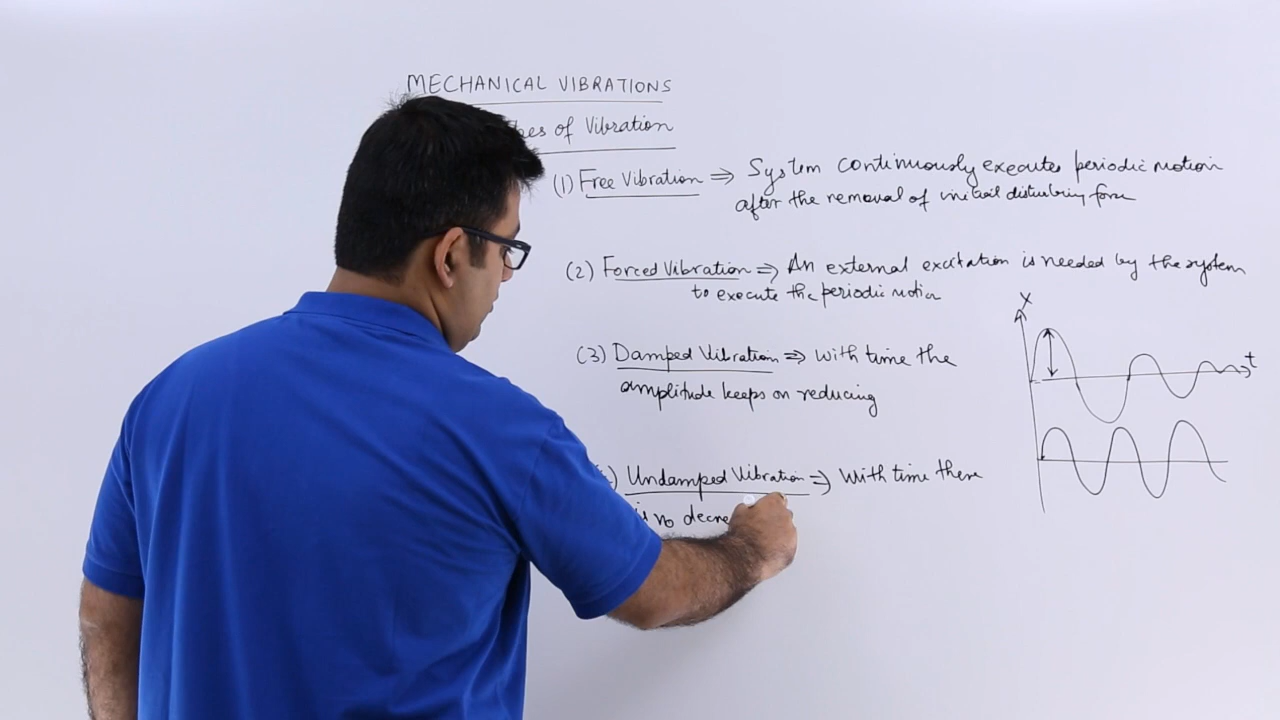 MECHANICAL VIBRATIONS
of Vibration
(1) Free Vibration ⇒ System continuously executes periodic motion
after the removal of initial disturbing force
(2) Forced Vibration ⇒ An external excitation is needed by the system
to execute the periodic motion
X
(3) Damped Vibration ⇒ with time the
t
amplitude keeps on reducing
) Undamped Vibration ⇒ With time there
is no decre